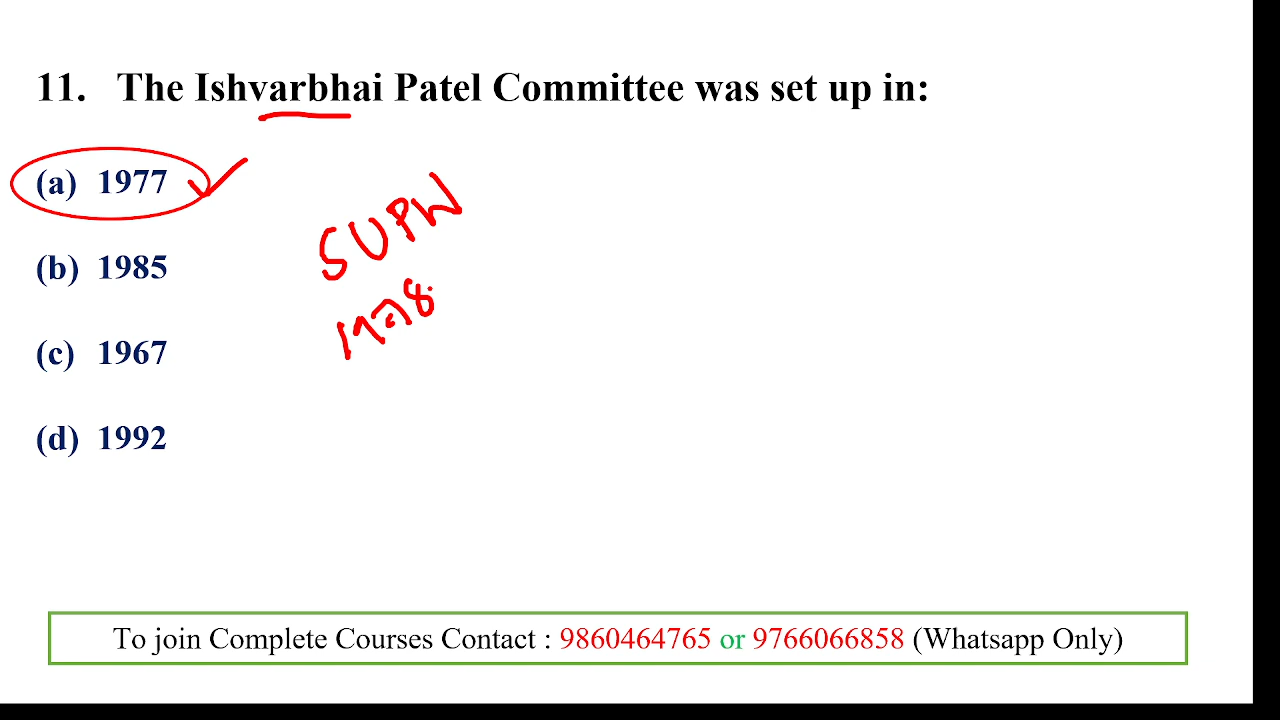 11. The Ishvarbhai Patel Committee was set up in:
(a) 1977
SUPW
(b) 1985
1978
(c) 1967
(d) 1992
To join Complete Courses Contact : 9860464765 or 9766066858 (Whatsapp Only)